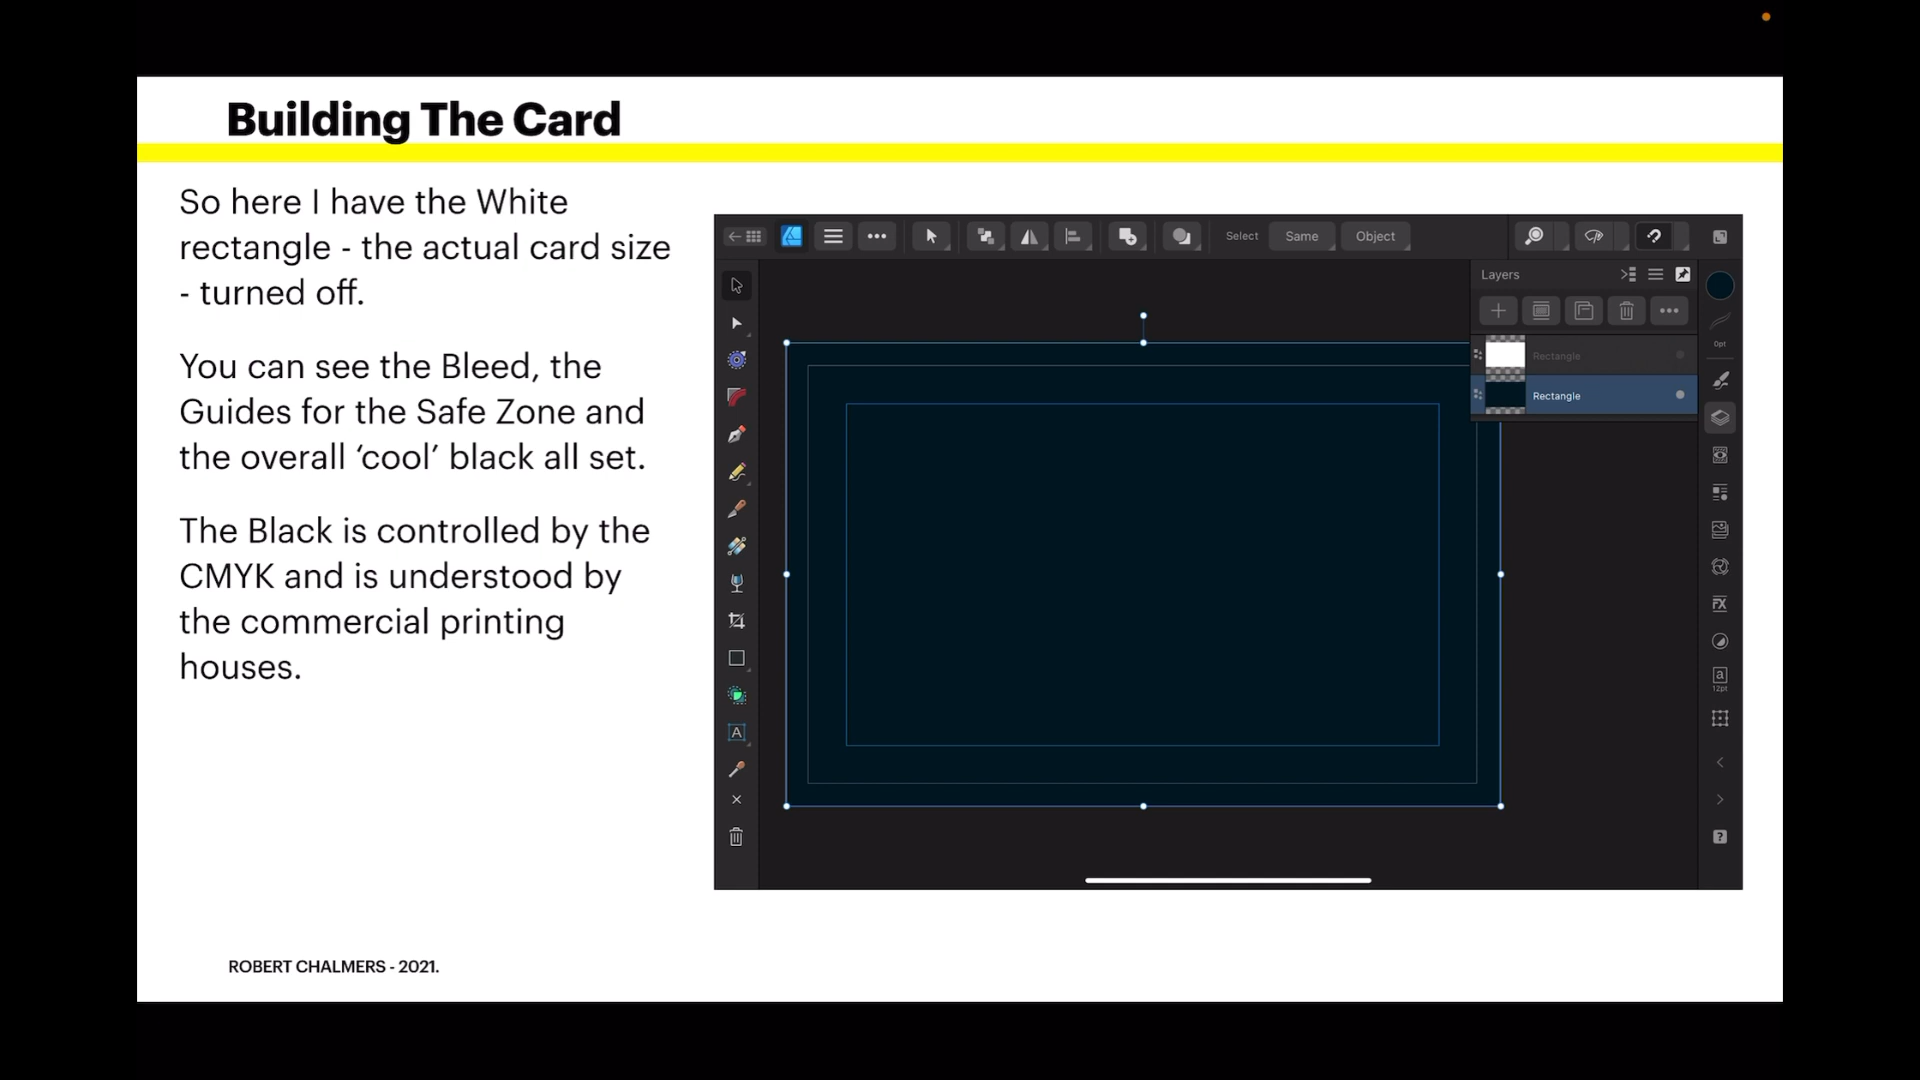 Building The Card
So here I have the White
rectangle - the actual card size
- turned off.
You can see the Bleed, the
Guides for the Safe Zone and
the overall ‘cool’ black all set.
The Black is controlled by the
CMYK and is understood by
the commercial printing
houses.
Select Same Object
Layers
0pt
Rectangle
Rectangle
FX
a
12pt
A
?
ROBERT CHALMERS - 2021.